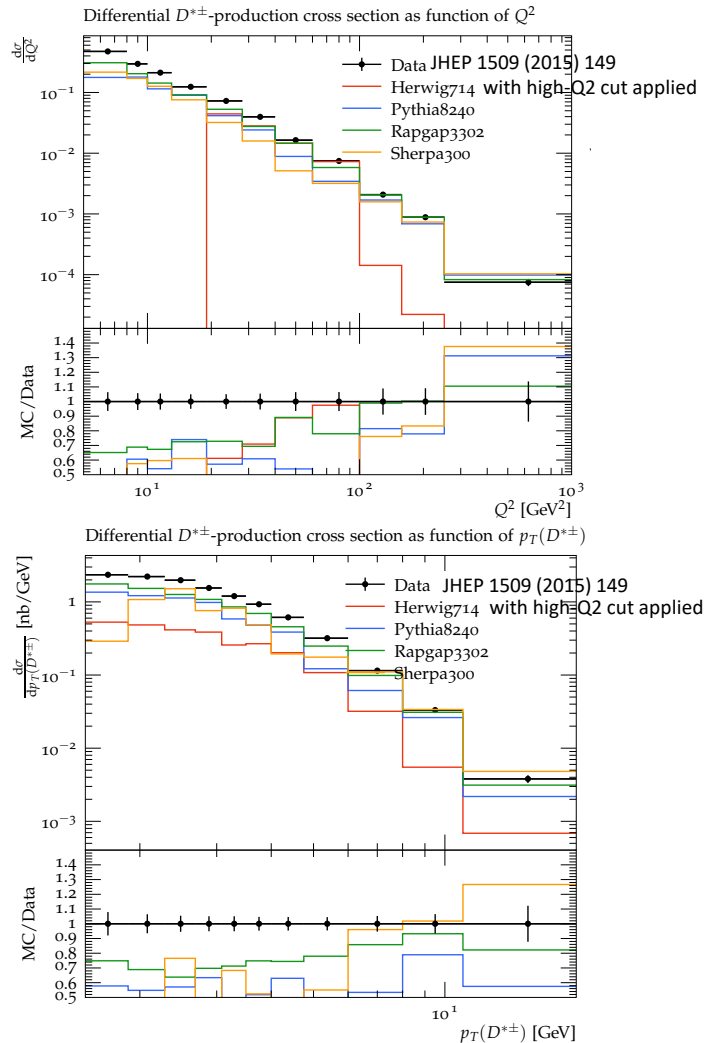 Differential D*±-production cross section as function of Q²
dσ/dQ²
Data JHEP 1509 (2015) 149
Herwig714 with high-Q2 cut applied
Pythia8240
Rapgap3302
Sherpa300
10⁻¹
10⁻²
10⁻³
10⁻⁴
MC/Data
1.4
1.3
1.2
1.1
1
0.9
0.8
0.7
0.6
0.5
10¹ 10² 10³
Q² [GeV²]
Differential D*±-production cross section as function of p_T(D*±)
dσ/dp_T(D*±) [nb/GeV]
Data JHEP 1509 (2015) 149
Herwig714 with high-Q2 cut applied
Pythia8240
Rapgap3302
Sherpa300
1
10⁻¹
10⁻²
10⁻³
MC/Data
1.4
1.3
1.2
1.1
1
0.9
0.8
0.7
0.6
0.5
10¹
p_T(D*±) [GeV]